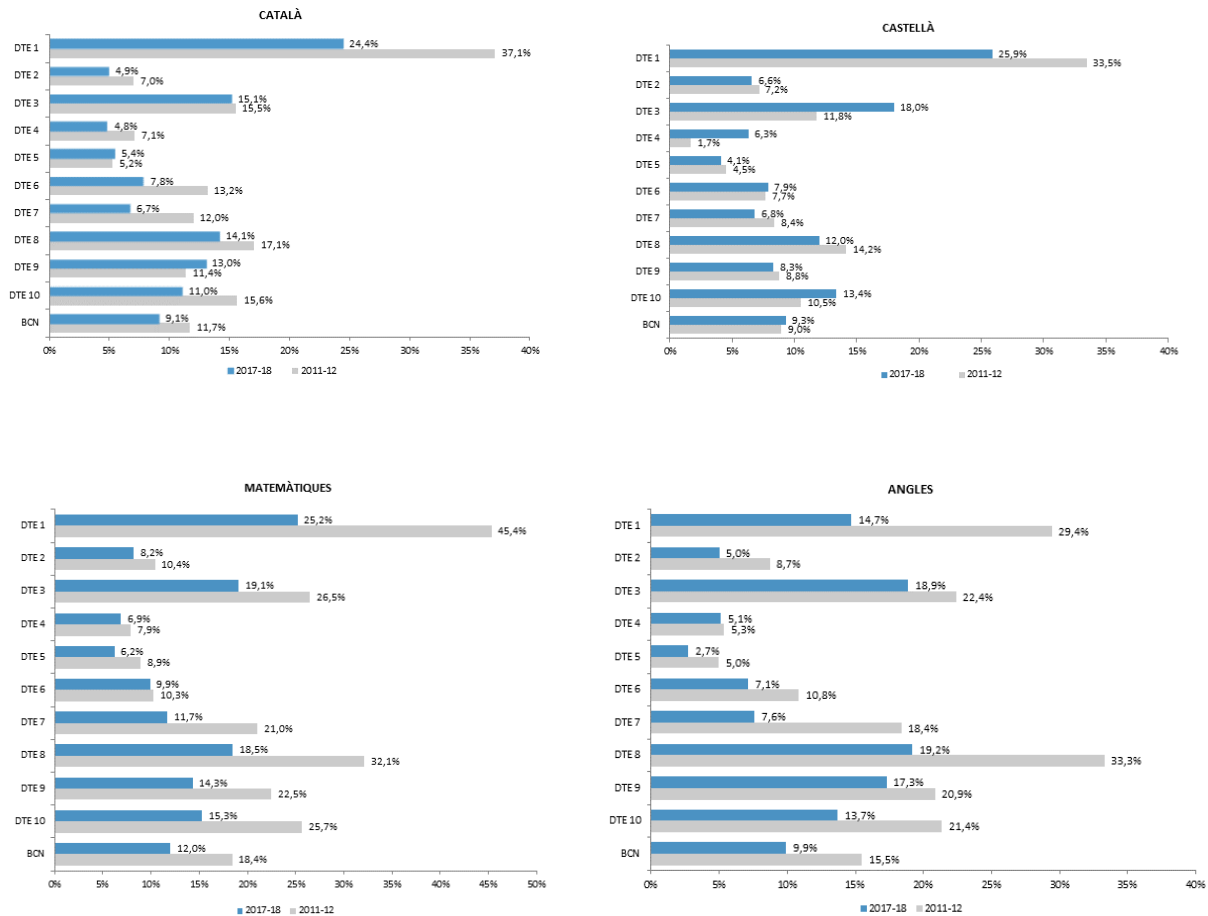 CATALÀ
DTE 1 24,4% 37,1%
DTE 2 4,9% 7,0%
DTE 3 15,1% 15,5%
DTE 4 4,8% 7,1%
DTE 5 5,4% 5,2%
DTE 6 7,8% 13,2%
DTE 7 6,7% 12,0%
DTE 8 14,1% 17,1%
DTE 9 13,0% 11,4%
DTE 10 11,0% 15,6%
BCN 9,1% 11,7%
0% 5% 10% 15% 20% 25% 30% 35% 40%
2017-18 2011-12
CASTELLÀ
DTE 1 25,9% 33,5%
DTE 2 6,6% 7,2%
DTE 3 18,0% 11,8%
DTE 4 6,3% 1,7%
DTE 5 4,1% 4,5%
DTE 6 7,9% 7,7%
DTE 7 6,8% 8,4%
DTE 8 12,0% 14,2%
DTE 9 8,3% 8,8%
DTE 10 13,4% 10,5%
BCN 9,3% 9,0%
0% 5% 10% 15% 20% 25% 30% 35% 40%
2017-18 2011-12
MATEMÀTIQUES
DTE 1 25,2% 45,4%
DTE 2 8,2% 10,4%
DTE 3 19,1% 26,5%
DTE 4 6,9% 7,9%
DTE 5 6,2% 8,9%
DTE 6 9,9% 10,3%
DTE 7 11,7% 21,0%
DTE 8 18,5% 32,1%
DTE 9 14,3% 22,5%
DTE 10 15,3% 25,7%
BCN 12,0% 18,4%
0% 5% 10% 15% 20% 25% 30% 35% 40% 45% 50%
2017-18 2011-12
ANGLES
DTE 1 14,7% 29,4%
DTE 2 5,0% 8,7%
DTE 3 18,9% 22,4%
DTE 4 5,1% 5,3%
DTE 5 2,7% 5,0%
DTE 6 7,1% 10,8%
DTE 7 7,6% 18,4%
DTE 8 19,2% 33,3%
DTE 9 17,3% 20,9%
DTE 10 13,7% 21,4%
BCN 9,9% 15,5%
0% 5% 10% 15% 20% 25% 30% 35% 40%
2017-18 2011-12